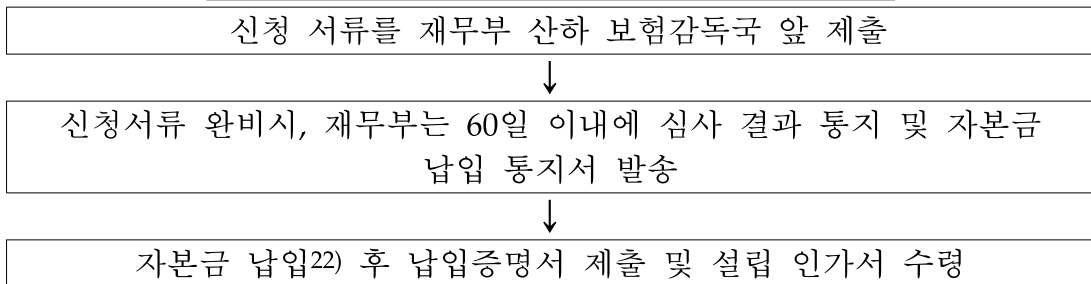 신청 서류를 재무부 산하 보험감독국 앞 제출
↓
신청서류 완비시, 재무부는 60일 이내에 심사 결과 통지 및 자본금
납입 통지서 발송
↓
자본금 납입22) 후 납입증명서 제출 및 설립 인가서 수령